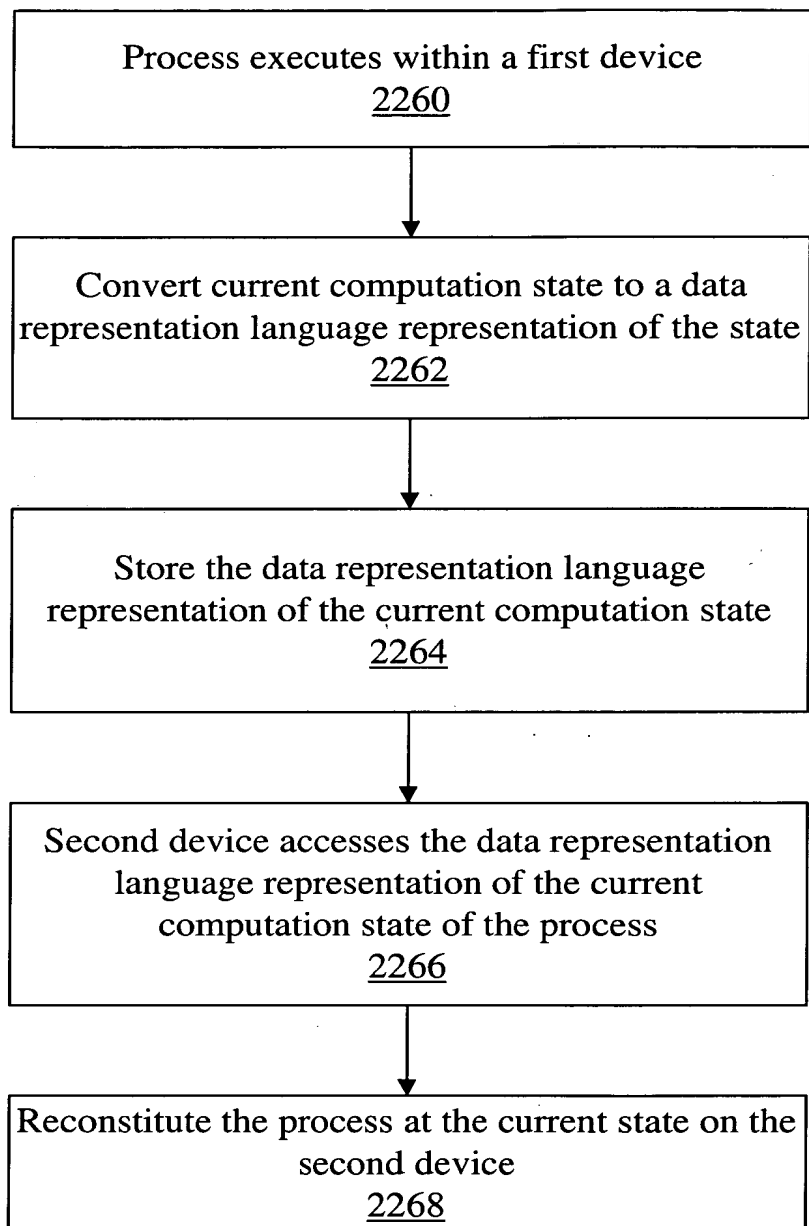 Process executes within a first device
2260
Convert current computation state to a data
representation language representation of the state
2262
Store the data representation language
representation of the current computation state
2264
Second device accesses the data representation
language representation of the current
computation state of the process
2266
Reconstitute the process at the current state on the
second device
2268